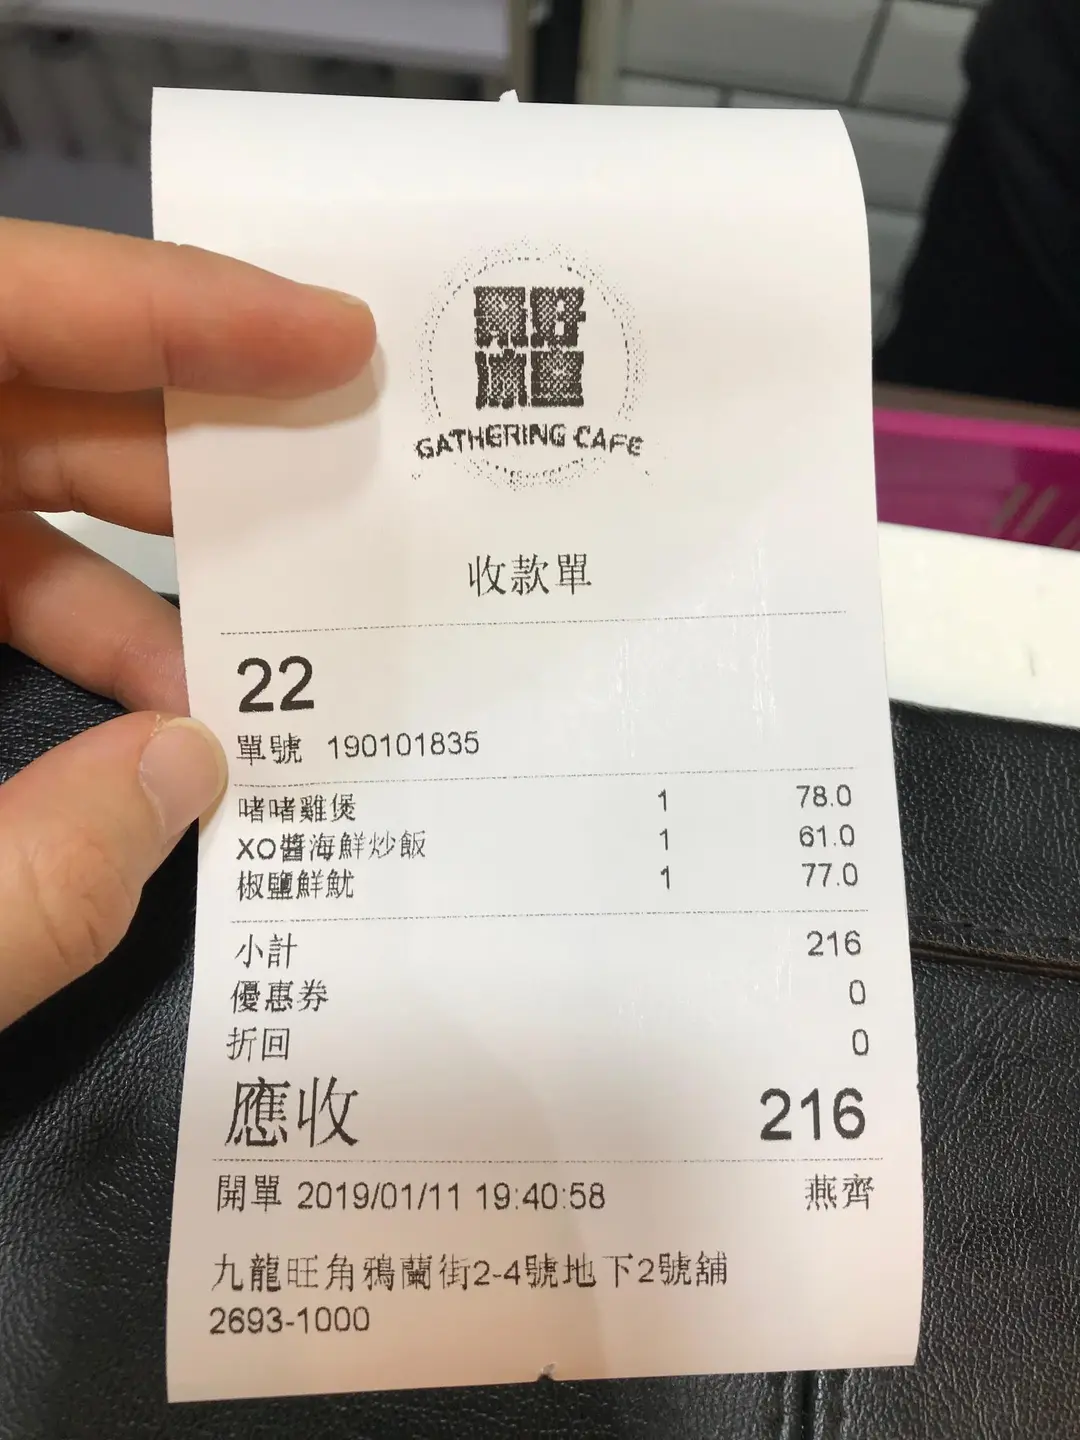 GATHERING CAFE
收款單
22
單號 190101835
啫啫雞煲 1 78.0
XO醬海鮮炒飯 1 61.0
椒鹽鮮魷 1 77.0
小計 216
優惠券 0
折回 0
應收 216
開單 2019/01/11 19:40:58 燕齊
九龍旺角鴉蘭街2-4號地下2號舖
2693-1000